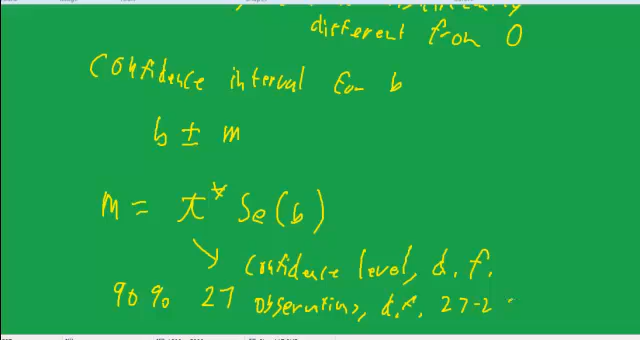 different from 0
Confidence interval for b
b ± m
m = t* Se(b)
Confidence level, d.f.
90% 27 observations, d.f. 27-2